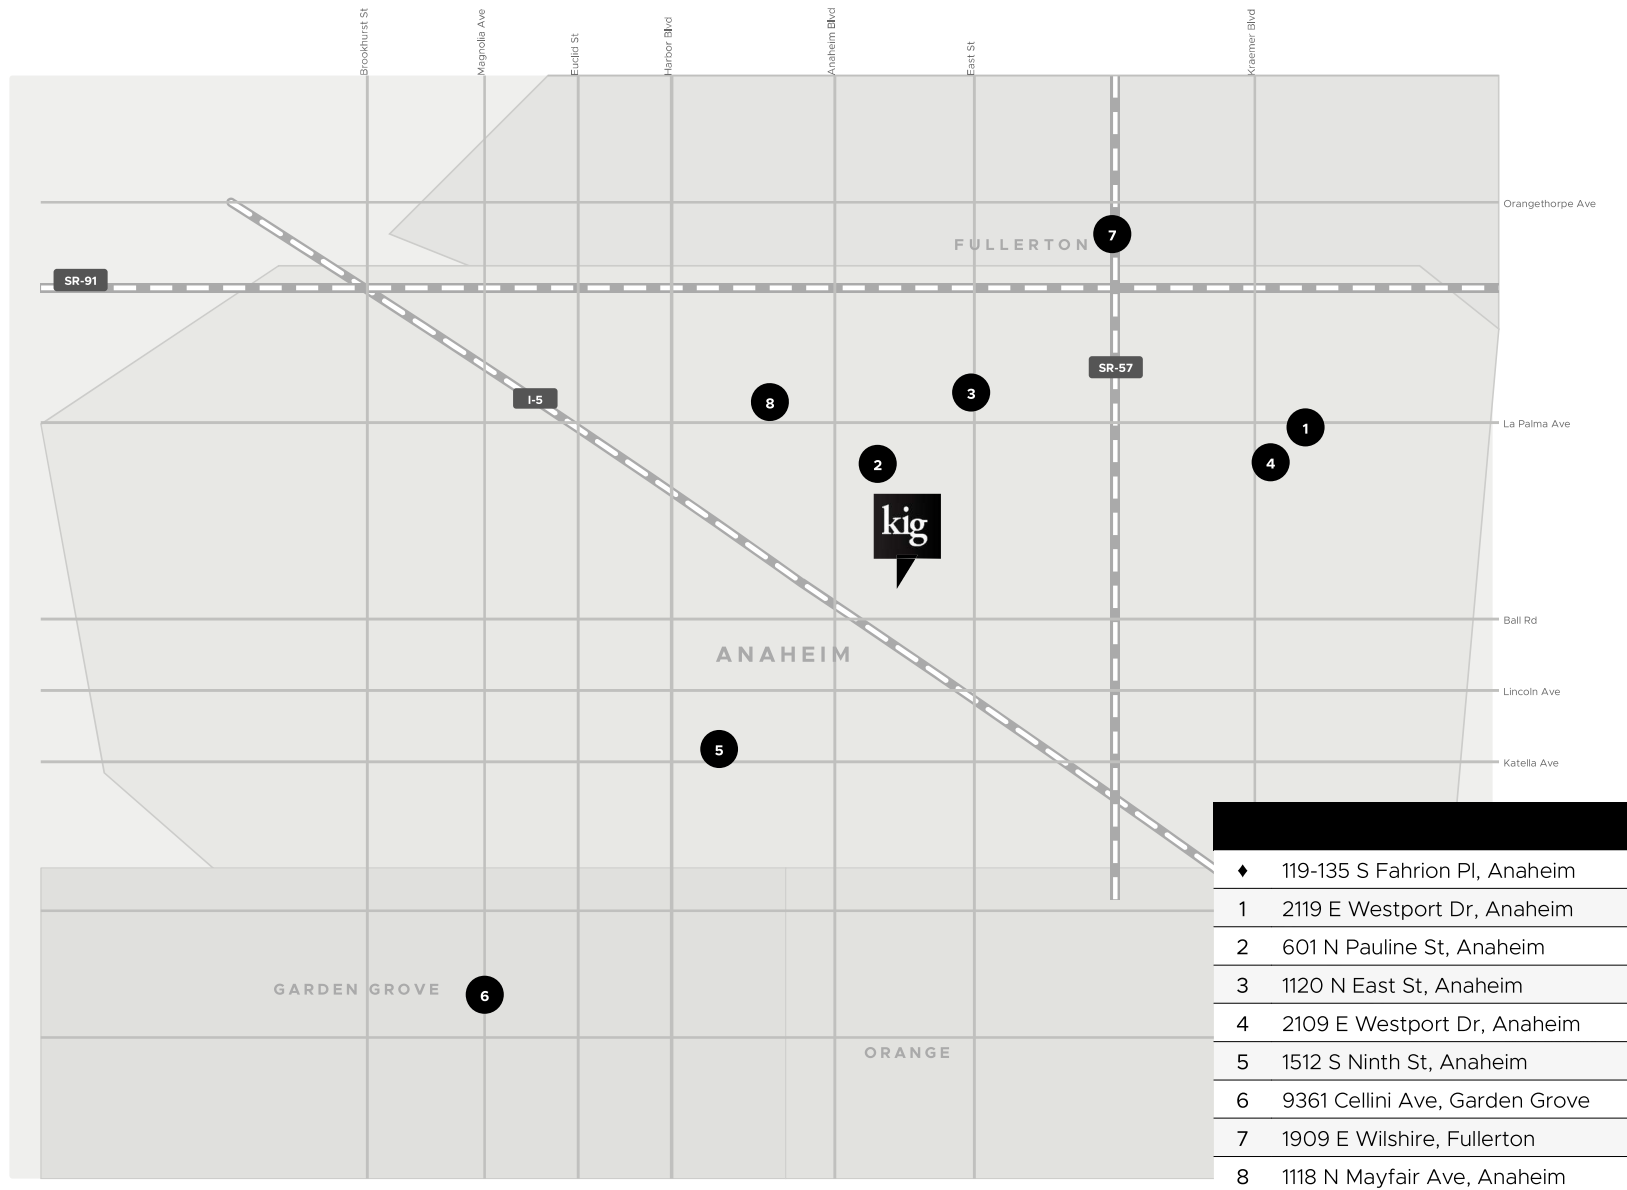 Brookhurst St
Magnolia Ave
Euclid St
Harbor Blvd
Anaheim Blvd
East St
Kraemer Blvd
Orangethorpe Ave
7
FULLERTON
SR-91
SR-57
3
I-5
8
La Palma Ave
1
2
4
kig
Ball Rd
ANAHEIM
Lincoln Ave
5
Katella Ave
GARDEN GROVE
6
ORANGE
♦ 119-135 S Fahrion Pl, Anaheim
1 2119 E Westport Dr, Anaheim
2 601 N Pauline St, Anaheim
3 1120 N East St, Anaheim
4 2109 E Westport Dr, Anaheim
5 1512 S Ninth St, Anaheim
6 9361 Cellini Ave, Garden Grove
7 1909 E Wilshire, Fullerton
8 1118 N Mayfair Ave, Anaheim